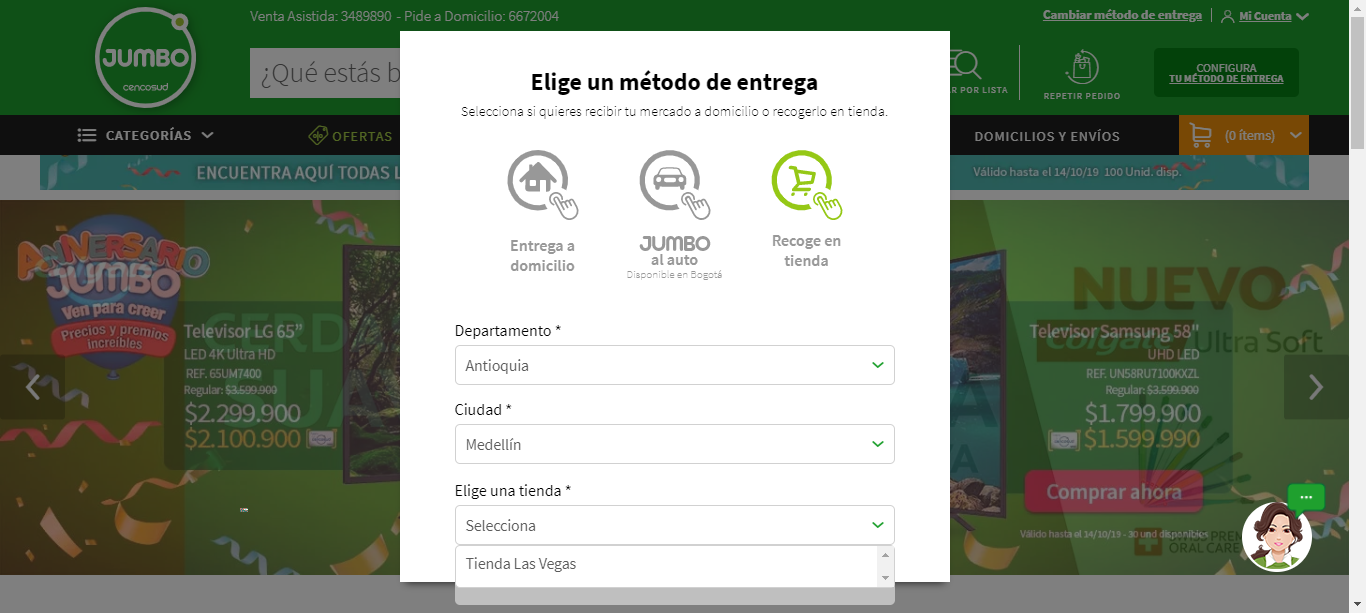 Venta Asistida: 3489890 - Pide a Domicilio: 6672004
Cambiar método de entrega
Mi Cuenta
JUMBO
cencosud
¿Qué estás b
R POR LISTA
REPETIR PEDIDO
CONFIGURA
TU MÉTODO DE ENTREGA
CATEGORÍAS
OFERTAS
DOMICILIOS Y ENVÍOS
(0 ítems)
ENCUENTRA AQUÍ TODAS L
Válido hasta el 14/10/19 100 Unid. disp.
Elige un método de entrega
Selecciona si quieres recibir tu mercado a domicilio o recogerlo en tienda.
Entrega a
domicilio
JUMBO
al auto
Disponible en Bogotá
Recoge en
tienda
Departamento *
Antioquia
Ciudad *
Medellín
Elige una tienda *
Selecciona
Tienda Las Vegas
ANIVERSARIO
JUMBO
Ven para creer
Precios y premios
increíbles
Televisor LG 65”
LED 4K Ultra HD
REF. 65UM7400
Regular: $3.599.900
$2.299.900
$2.100.900
NUEVO
Colgate Ultra Soft
Televisor Samsung 58"
UHD LED
REF. UN58RU7100KXZL
Regular: $3.599.900
$1.799.900
$1.599.990
Comprar ahora
Válido hasta el 14/10/19 - 30 und disponibles
SWISS PREM
ORAL CARE